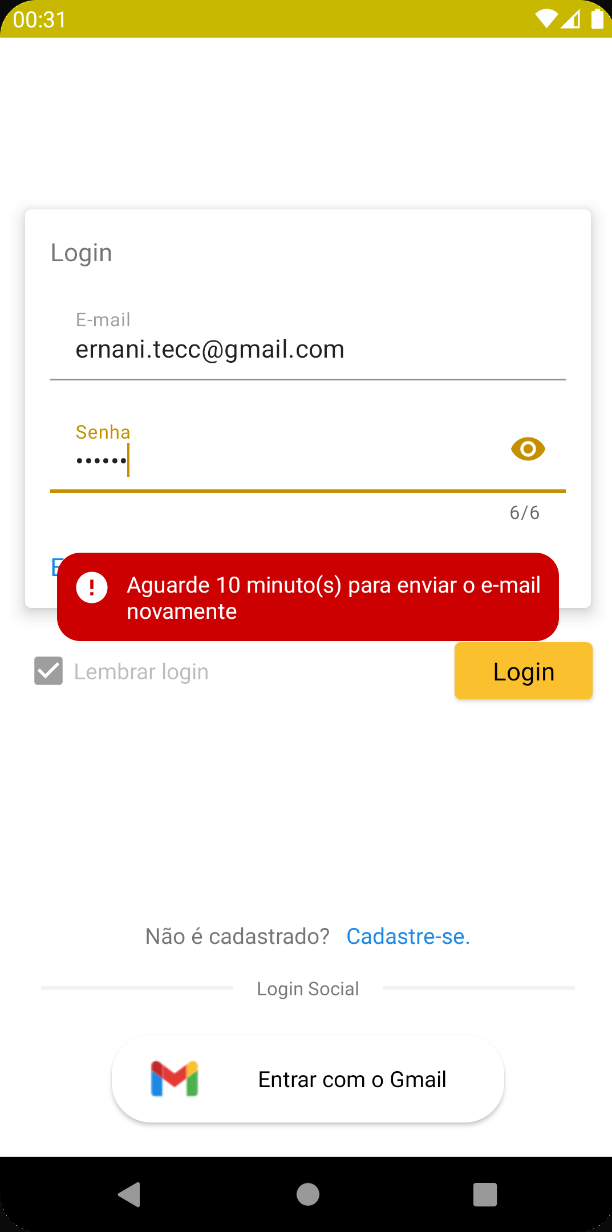 00:31
Login
E-mail
ernani.tecc@gmail.com
Senha
••••••
6/6
Aguarde 10 minuto(s) para enviar o e-mail
novamente
Lembrar login
Login
Não é cadastrado? Cadastre-se.
Login Social
Entrar com o Gmail